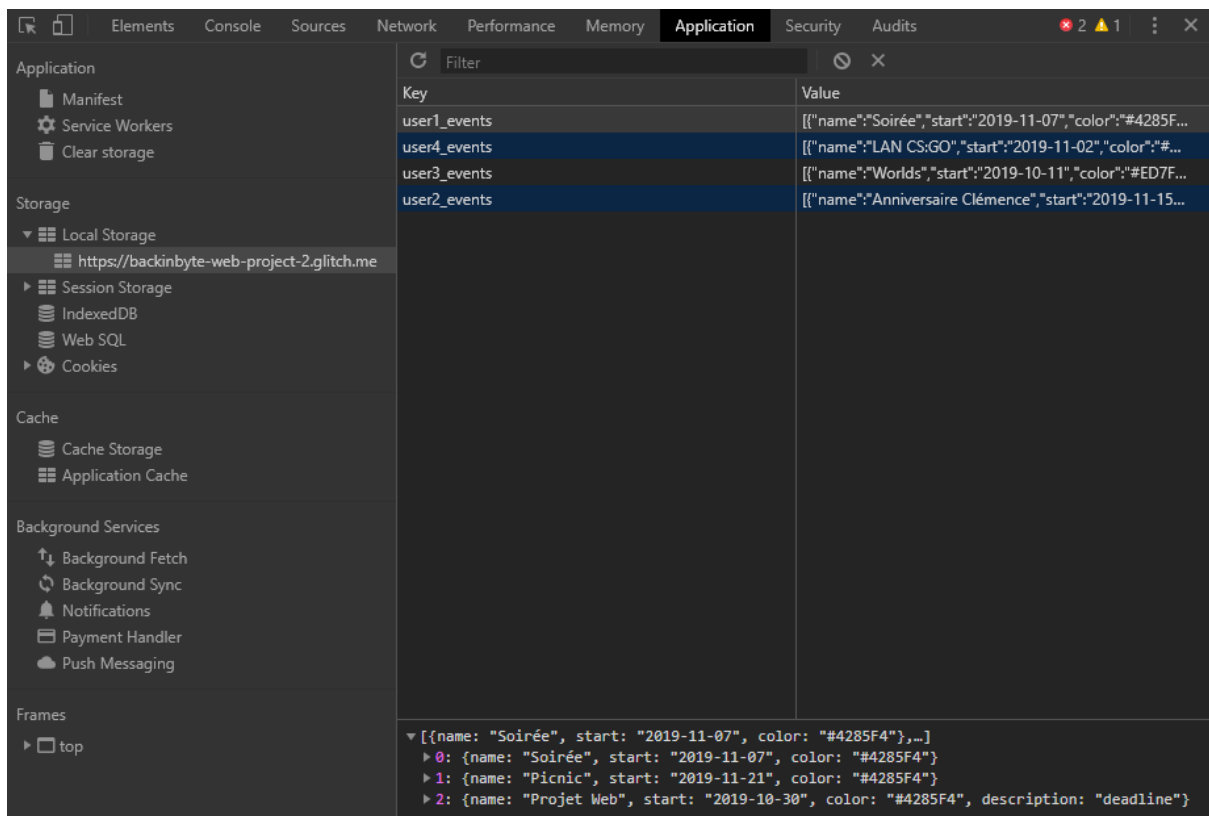 Elements Console Sources Network Performance Memory Application Security Audits 2 1
Application
Manifest
Service Workers
Clear storage
Storage
Local Storage
https://backinbyte-web-project-2.glitch.me
Session Storage
IndexedDB
Web SQL
Cookies
Cache
Cache Storage
Application Cache
Background Services
Background Fetch
Background Sync
Notifications
Payment Handler
Push Messaging
Frames
top
Filter
Key Value
user1_events [{"name":"Soirée","start":"2019-11-07","color":"#4285F...
user4_events [{"name":"LAN CS:GO","start":"2019-11-02","color":"#...
user3_events [{"name":"Worlds","start":"2019-10-11","color":"#ED7F...
user2_events [{"name":"Anniversaire Clémence","start":"2019-11-15...
[{name: "Soirée", start: "2019-11-07", color: "#4285F4"},…]
0: {name: "Soirée", start: "2019-11-07", color: "#4285F4"}
1: {name: "Picnic", start: "2019-11-21", color: "#4285F4"}
2: {name: "Projet Web", start: "2019-10-30", color: "#4285F4", description: "deadline"}